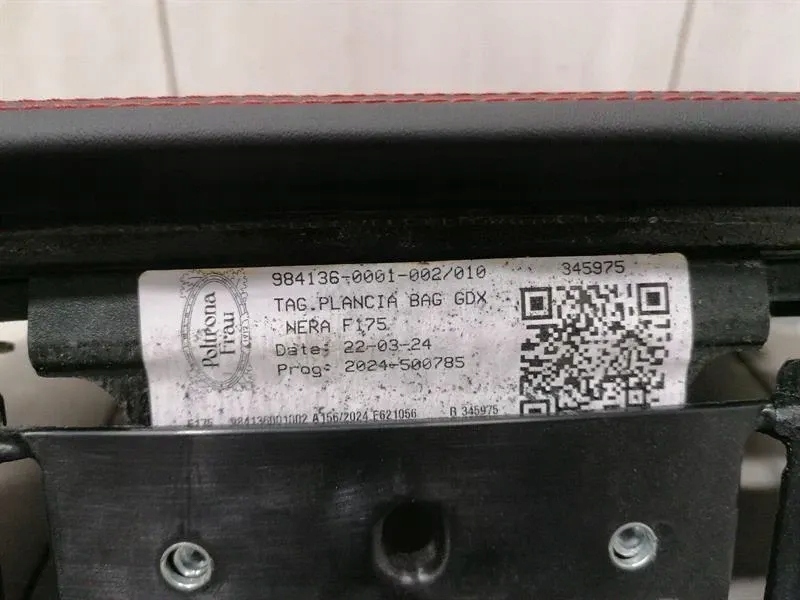 984136-0001-002/010 345975
TAG.PLANCIA BAG GDX
NERA F175
Date: 22-03-24
Prog: 2024-500785
Poltrona
Frau
F175 984136001002 A156/2024 F621056 B 345975